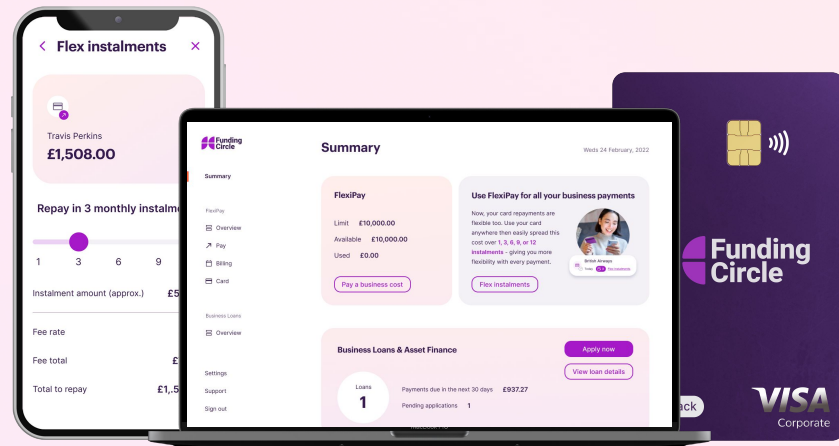 Flex instalments
Travis Perkins
£1,508.00
Repay in 3 monthly
1 3 6 9
Instalment amount (approx.)
Fee rate
Fee total
Total to repay
Funding
Circle
Summary
FlexiPay
Overview
Pay
Billing
Card
Business Loans
Overview
Settings
Support
Sign out
Summary
Weds 24 February, 2022
FlexiPay
Limit £10,000.00
Available £10,000.00
Used £0.00
Pay a business cost
Use FlexiPay for all your business payments
Now, your card repayments are
flexible too. Use your card
anywhere then easily spread this
cost over 1, 3, 6, 9, or 12
instalments - giving you more
flexibility with every payment.
British Airways
Flex instalments
Business Loans & Asset Finance
Apply now
View loan details
Loans
1
Payments due in the next 30 days £937.27
Pending applications 1
MacBook Pro
Funding
Circle
VISA
Corporate